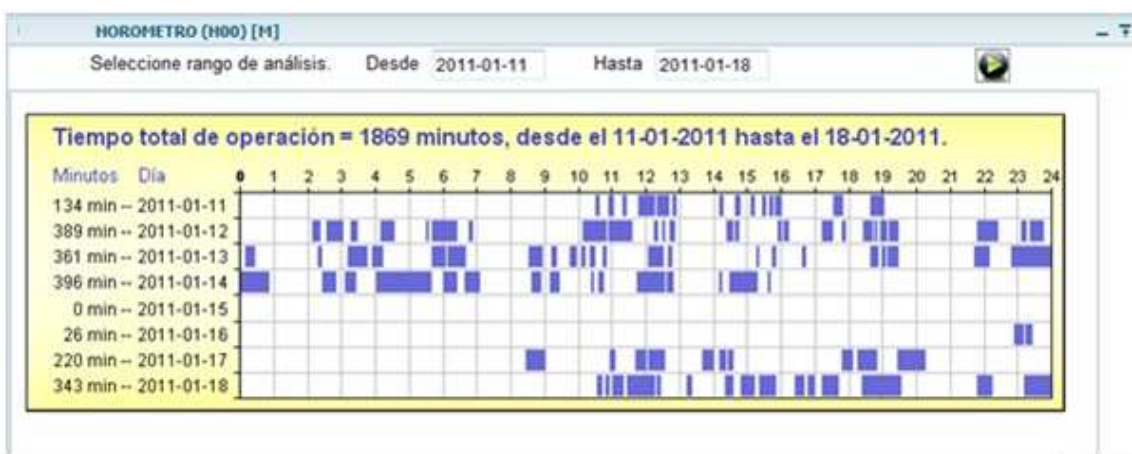 HOROMETRO (H00) [M]
Seleccione rango de análisis. Desde 2011-01-11 Hasta 2011-01-18
Tiempo total de operación = 1869 minutos, desde el 11-01-2011 hasta el 18-01-2011.
Minutos Día 0 1 2 3 4 5 6 7 8 9 10 11 12 13 14 15 16 17 18 19 20 21 22 23 24
134 min -- 2011-01-11
389 min -- 2011-01-12
361 min -- 2011-01-13
396 min -- 2011-01-14
0 min -- 2011-01-15
26 min -- 2011-01-16
220 min -- 2011-01-17
343 min -- 2011-01-18